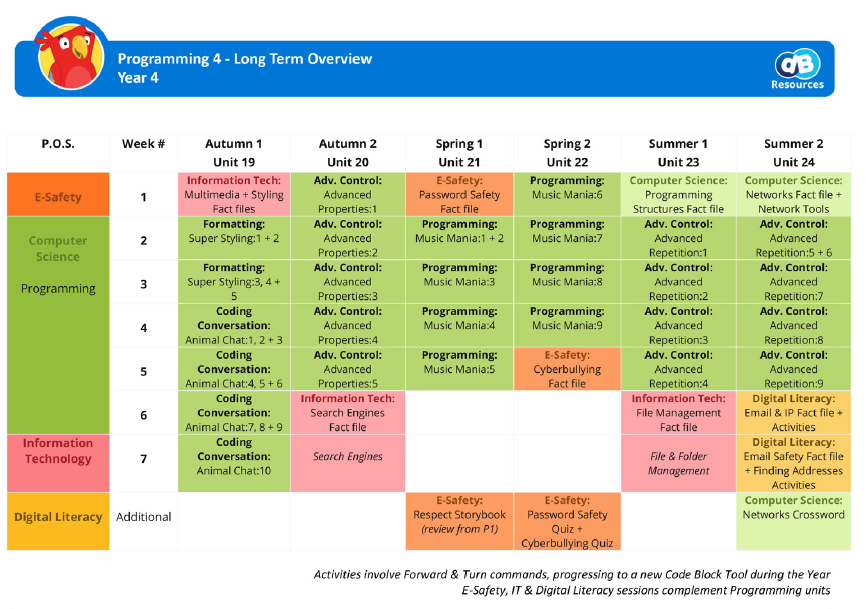 Programming 4 - Long Term Overview
Year 4
dB
Resources
P.O.S. Week # Autumn 1 Autumn 2 Spring 1 Spring 2 Summer 1 Summer 2
Unit 19 Unit 20 Unit 21 Unit 22 Unit 23 Unit 24
E-Safety
1
Information Tech:
Multimedia + Styling
Fact files
Adv. Control:
Advanced
Properties:1
E-Safety:
Password Safety
Fact file
Programming:
Music Mania:6
Computer Science:
Programming
Structures Fact file
Computer Science:
Networks Fact file +
Network Tools
Computer
Science
Programming
2
Formatting:
Super Styling:1 + 2
Adv. Control:
Advanced
Properties:2
Programming:
Music Mania:1 + 2
Programming:
Music Mania:7
Adv. Control:
Advanced
Repetition:1
Adv. Control:
Advanced
Repetition:5 + 6
3
Formatting:
Super Styling:3, 4 +
5
Adv. Control:
Advanced
Properties:3
Programming:
Music Mania:3
Programming:
Music Mania:8
Adv. Control:
Advanced
Repetition:2
Adv. Control:
Advanced
Repetition:7
4
Coding
Conversation:
Animal Chat:1, 2 + 3
Adv. Control:
Advanced
Properties:4
Programming:
Music Mania:4
Programming:
Music Mania:9
Adv. Control:
Advanced
Repetition:3
Adv. Control:
Advanced
Repetition:8
5
Coding
Conversation:
Animal Chat:4, 5 + 6
Adv. Control:
Advanced
Properties:5
Programming:
Music Mania:5
E-Safety:
Cyberbullying
Fact file
Adv. Control:
Advanced
Repetition:4
Adv. Control:
Advanced
Repetition:9
6
Coding
Conversation:
Animal Chat:7, 8 + 9
Information Tech:
Search Engines
Fact file
Information Tech:
File Management
Fact file
Digital Literacy:
Email & IP Fact file +
Activities
Information
Technology
7
Coding
Conversation:
Animal Chat:10
Search Engines
File & Folder
Management
Digital Literacy:
Email Safety Fact file
+ Finding Addresses
Activities
Digital Literacy
Additional
E-Safety:
Respect Storybook
(review from P1)
E-Safety:
Password Safety
Quiz +
Cyberbullying Quiz
Computer Science:
Networks Crossword
Activities involve Forward & Turn commands, progressing to a new Code Block Tool during the Year
E-Safety, IT & Digital Literacy sessions complement Programming units